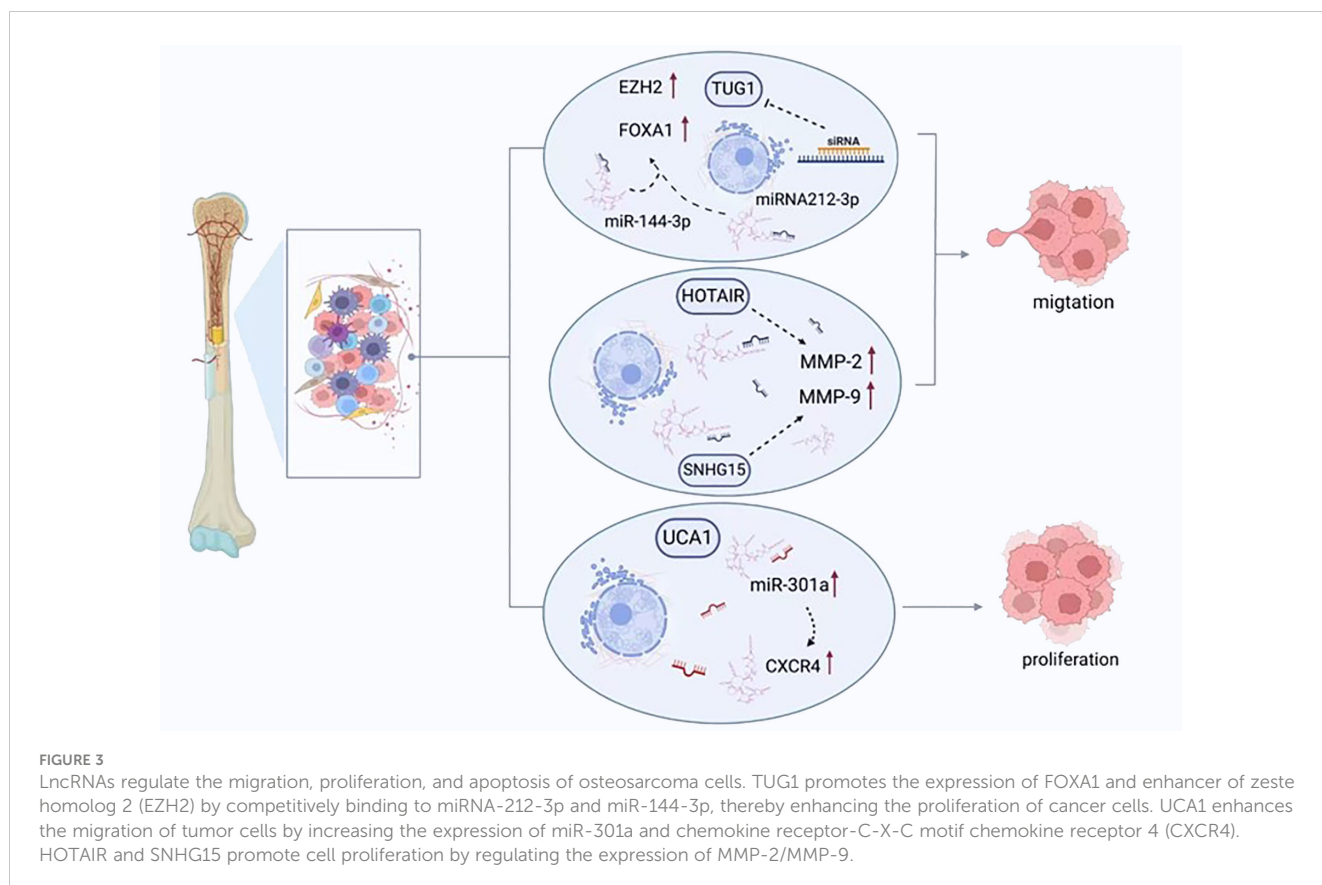 EZH2
TUG1
FOXA1
siRNA
miRNA212-3p
miR-144-3p
migtation
HOTAIR
MMP-2
MMP-9
SNHG15
UCA1
miR-301a
CXCR4
proliferation
FIGURE 3
LncRNAs regulate the migration, proliferation, and apoptosis of osteosarcoma cells. TUG1 promotes the expression of FOXA1 and enhancer of zeste
homolog 2 (EZH2) by competitively binding to miRNA-212-3p and miR-144-3p, thereby enhancing the proliferation of cancer cells. UCA1 enhances
the migration of tumor cells by increasing the expression of miR-301a and chemokine receptor-C-X-C motif chemokine receptor 4 (CXCR4).
HOTAIR and SNHG15 promote cell proliferation by regulating the expression of MMP-2/MMP-9.